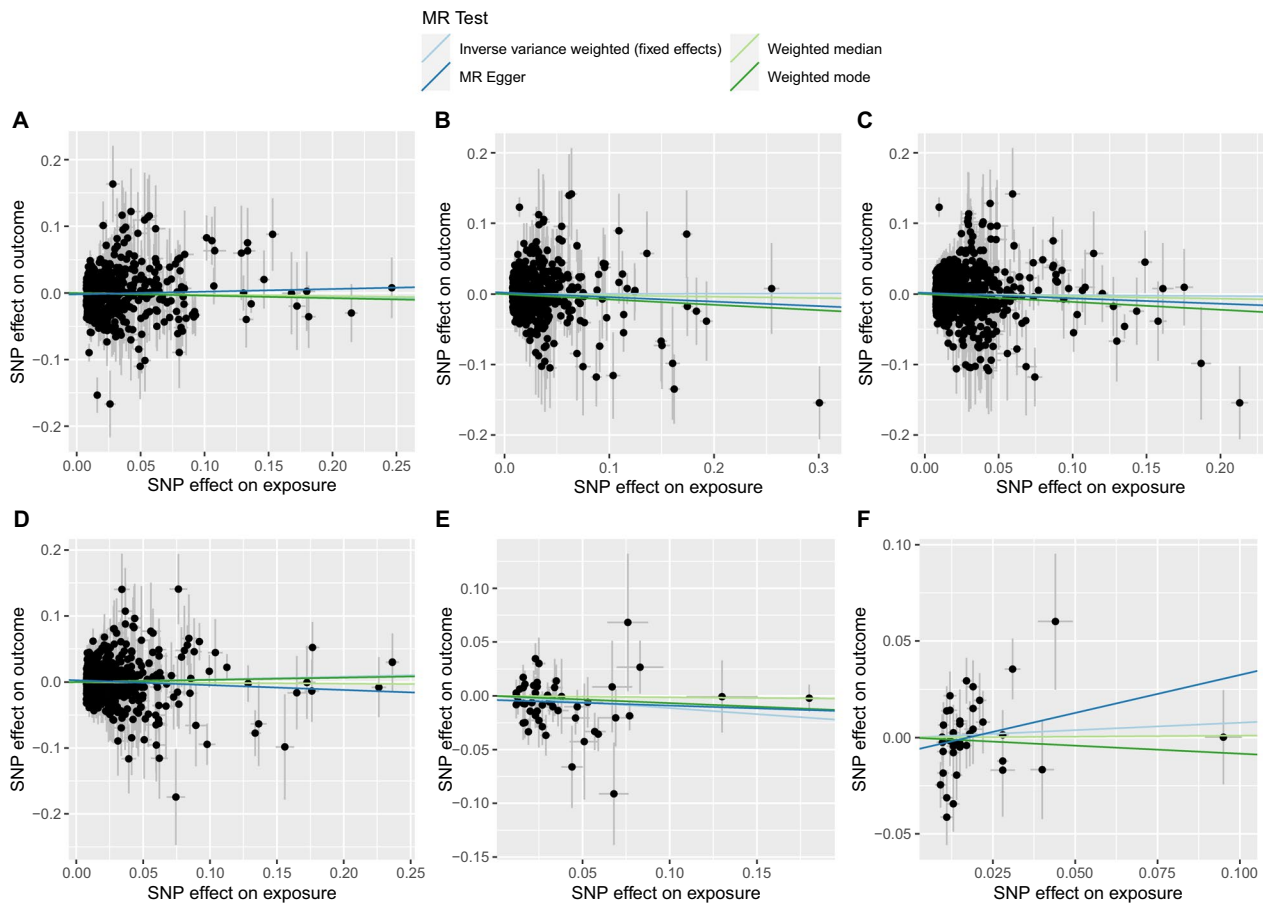 MR Test
Inverse variance weighted (fixed effects)
Weighted median
MR Egger
Weighted mode
A
SNP effect on outcome
0.2
0.1
0.0
−0.1
−0.2
0.00 0.05 0.10 0.15 0.20 0.25
SNP effect on exposure
B
SNP effect on outcome
0.2
0.1
0.0
−0.1
−0.2
0.0 0.1 0.2 0.3
SNP effect on exposure
C
SNP effect on outcome
0.2
0.1
0.0
−0.1
−0.2
0.00 0.05 0.10 0.15 0.20
SNP effect on exposure
D
SNP effect on outcome
0.2
0.1
0.0
−0.1
−0.2
0.00 0.05 0.10 0.15 0.20 0.25
SNP effect on exposure
E
SNP effect on outcome
0.10
0.05
−0.00
−0.05
−0.10
−0.15
0.05 0.10 0.15
SNP effect on exposure
F
SNP effect on outcome
0.10
0.05
0.00
−0.05
0.025 0.050 0.075 0.100
SNP effect on exposure